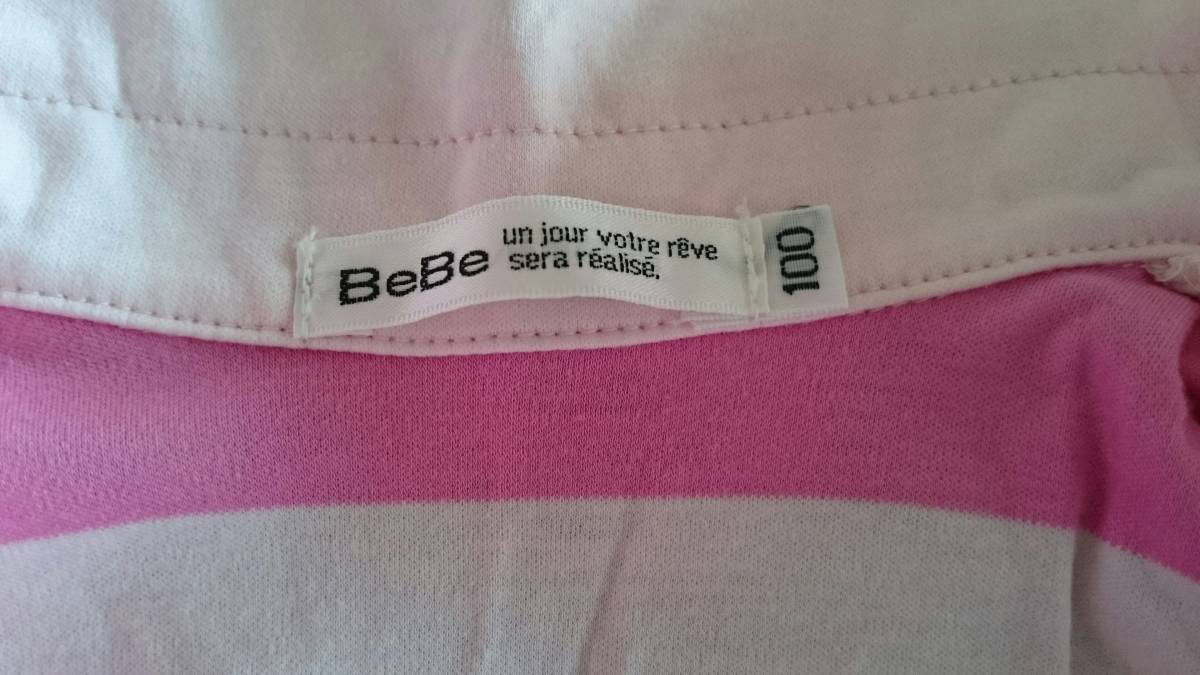 BeBe
un jour votre rêve
sera réalisé.
100